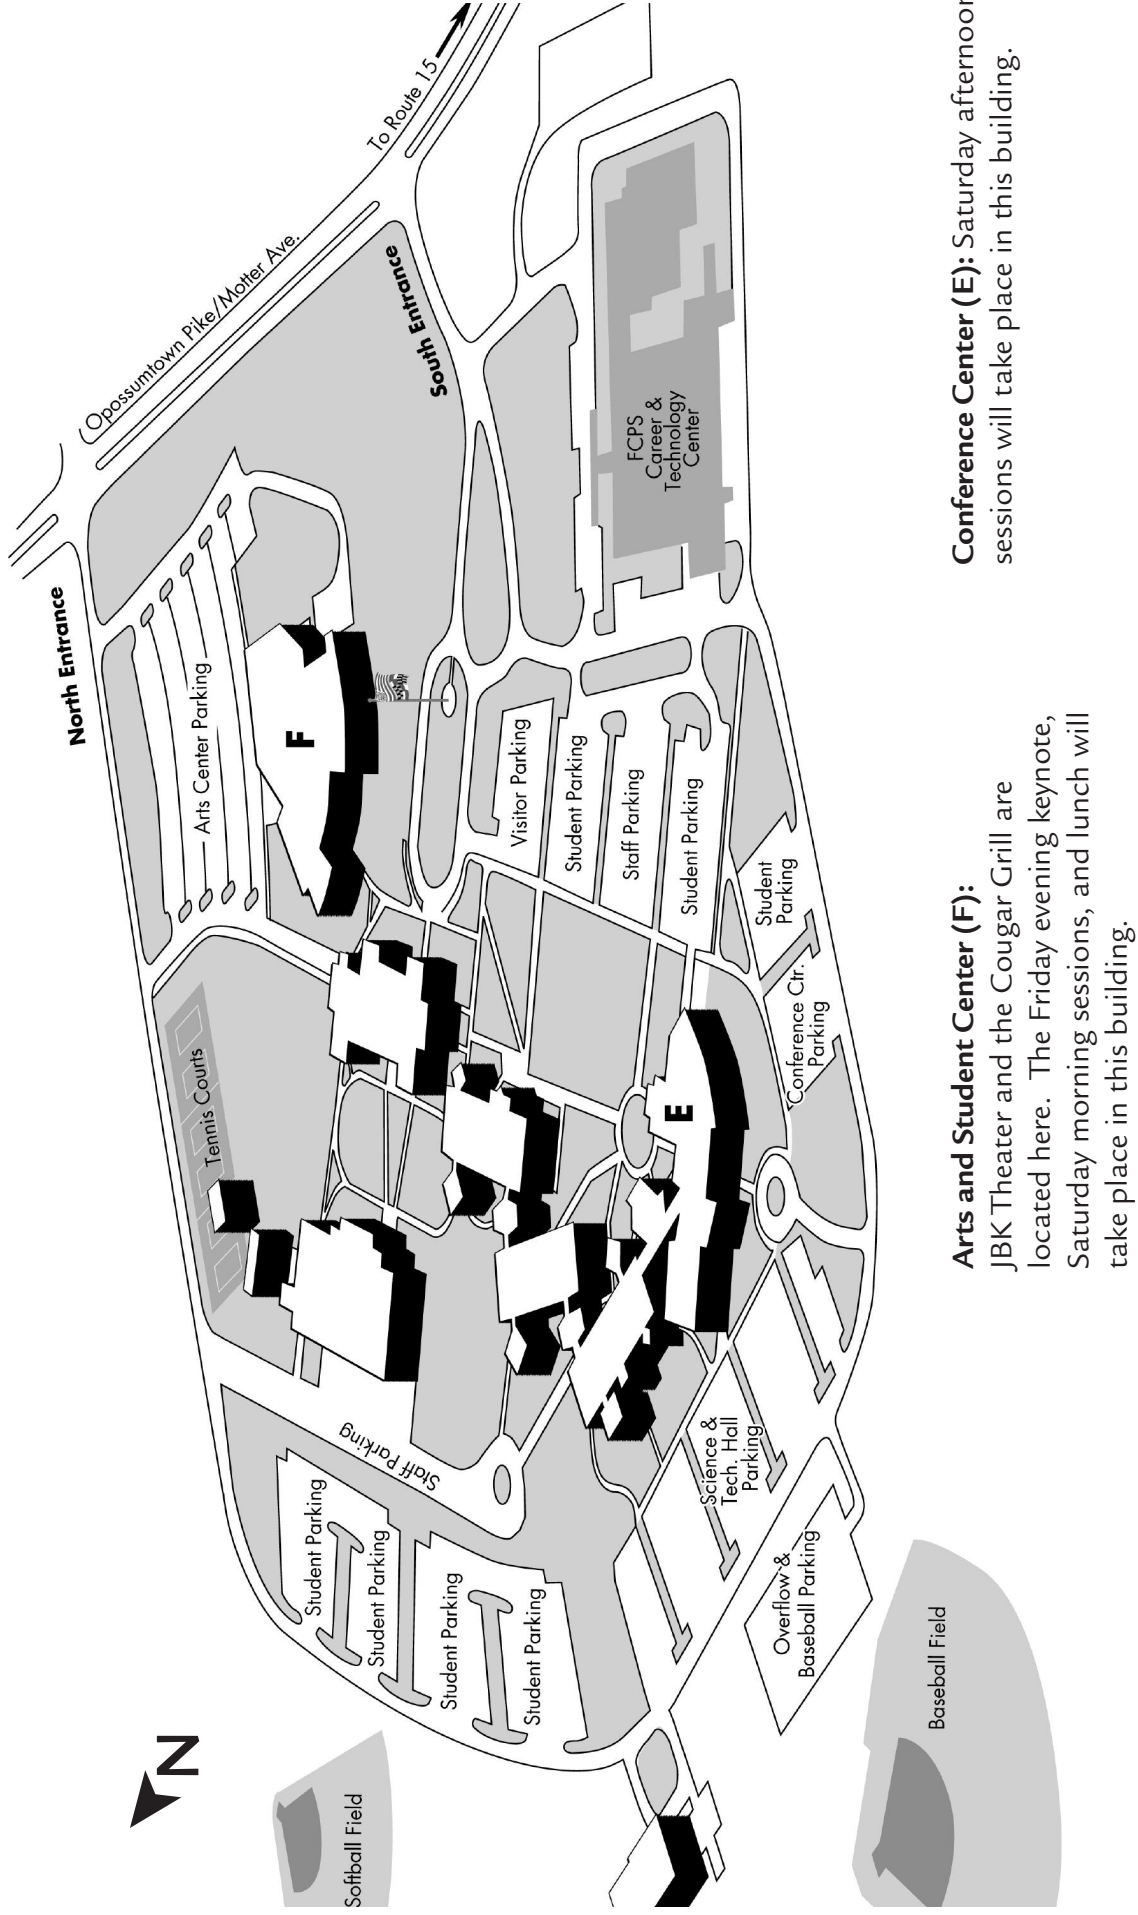 To Route 15
Opossumtown Pike/Motter Ave.
North Entrance
South Entrance
Arts Center Parking
F
Tennis Courts
FCPS
Career &
Technology
Center
Visitor Parking
Student Parking
Staff Parking
Student Parking
Student
Parking
Conference Ctr.
Parking
E
Staff Parking
Student Parking
Student Parking
Student Parking
Student Parking
Science &
Tech. Hall
Parking
Overflow &
Baseball Parking
N
Softball Field
Baseball Field
Arts and Student Center (F):
JBK Theater and the Cougar Grill are
located here. The Friday evening keynote,
Saturday morning sessions, and lunch will
take place in this building.
Conference Center (E): Saturday afternoon
sessions will take place in this building.